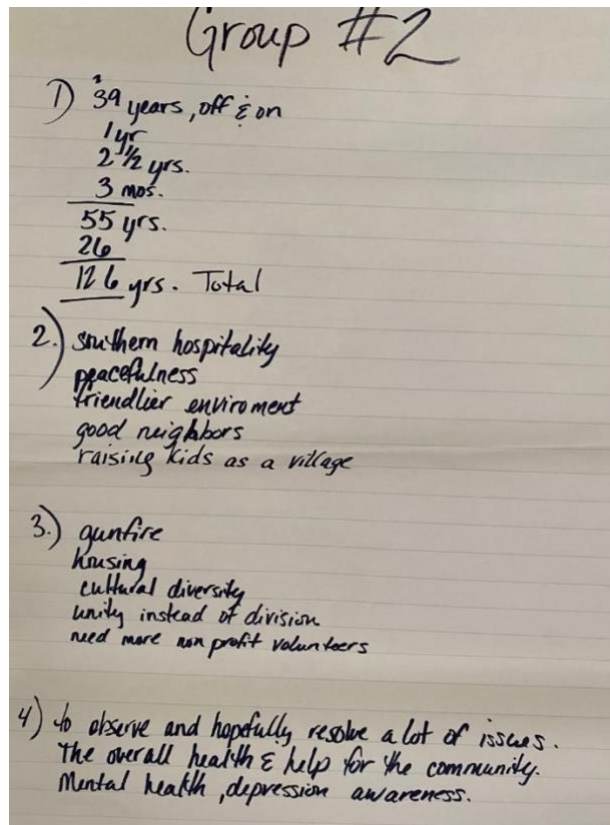 Group #2
1) 39 years, off & on
1 yr
2 1/2 yrs.
3 mos.
55 yrs.
26
126 yrs. Total
2.) southern hospitality
peacefulness
friendlier enviroment
good neighbors
raising kids as a village
3.) gunfire
housing
cultural diversity
unity instead of division
need more non profit volunteers
4) to observe and hopefully resolve a lot of issues.
The overall health & help for the community.
Mental health, depression awareness.